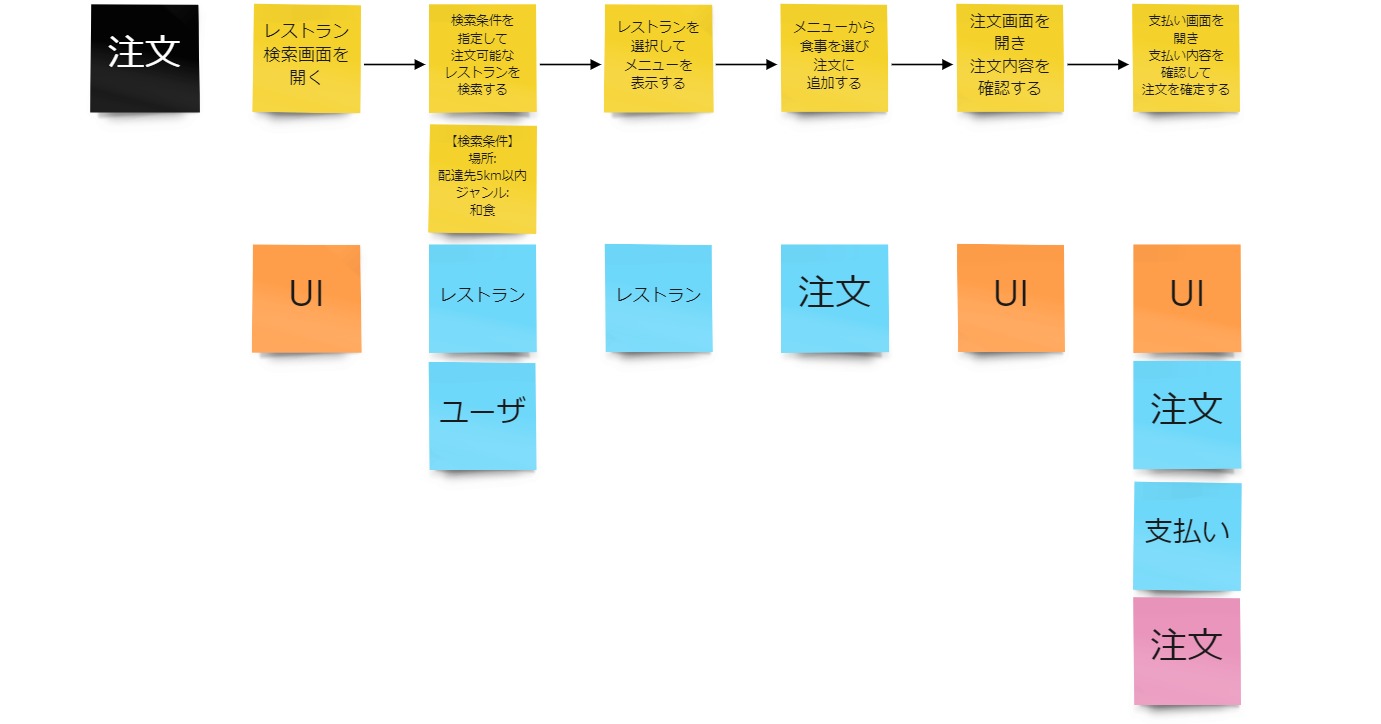 注文
レストラン
検索画面を
開く
検索条件を
指定して
注文可能な
レストランを
検索する
レストランを
選択して
メニューを
表示する
メニューから
食事を選び
注文に
追加する
注文画面を
開き
注文内容を
確認する
支払い画面を
開き
支払い内容を
確認して
注文を確定する
【検索条件】
場所:
配達先5km以内
ジャンル:
和食
UI
レストラン
レストラン
注文
UI
UI
ユーザ
注文
支払い
注文